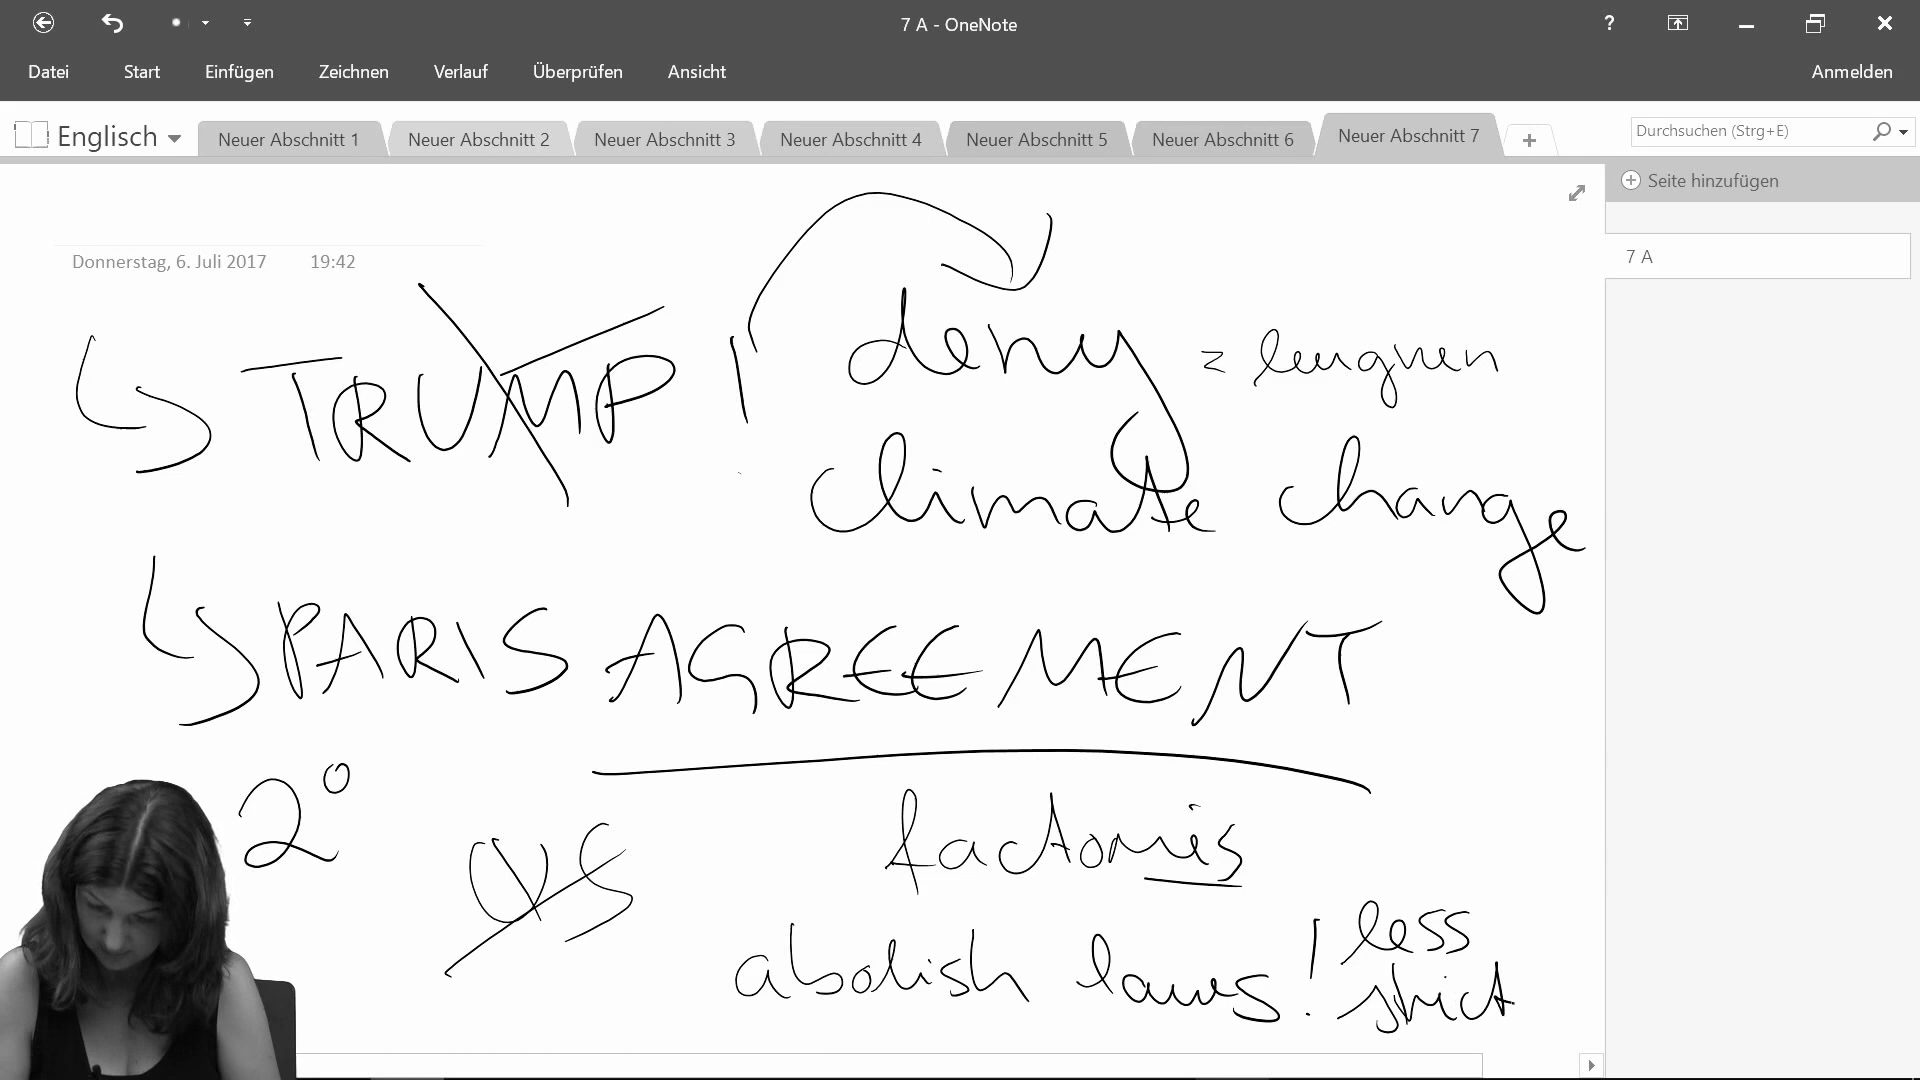 7 A - OneNote
?
Datei Start Einfügen Zeichnen Verlauf Überprüfen Ansicht Anmelden
Englisch Neuer Abschnitt 1 Neuer Abschnitt 2 Neuer Abschnitt 3 Neuer Abschnitt 4 Neuer Abschnitt 5 Neuer Abschnitt 6 Neuer Abschnitt 7 + Durchsuchen (Strg+E)
Seite hinzufügen
7 A
Donnerstag, 6. Juli 2017 19:42
TRUMP ! deny = leugnen
climate change
PARIS AGREEMENT
2°
US
factories
abolish laws! less
strict